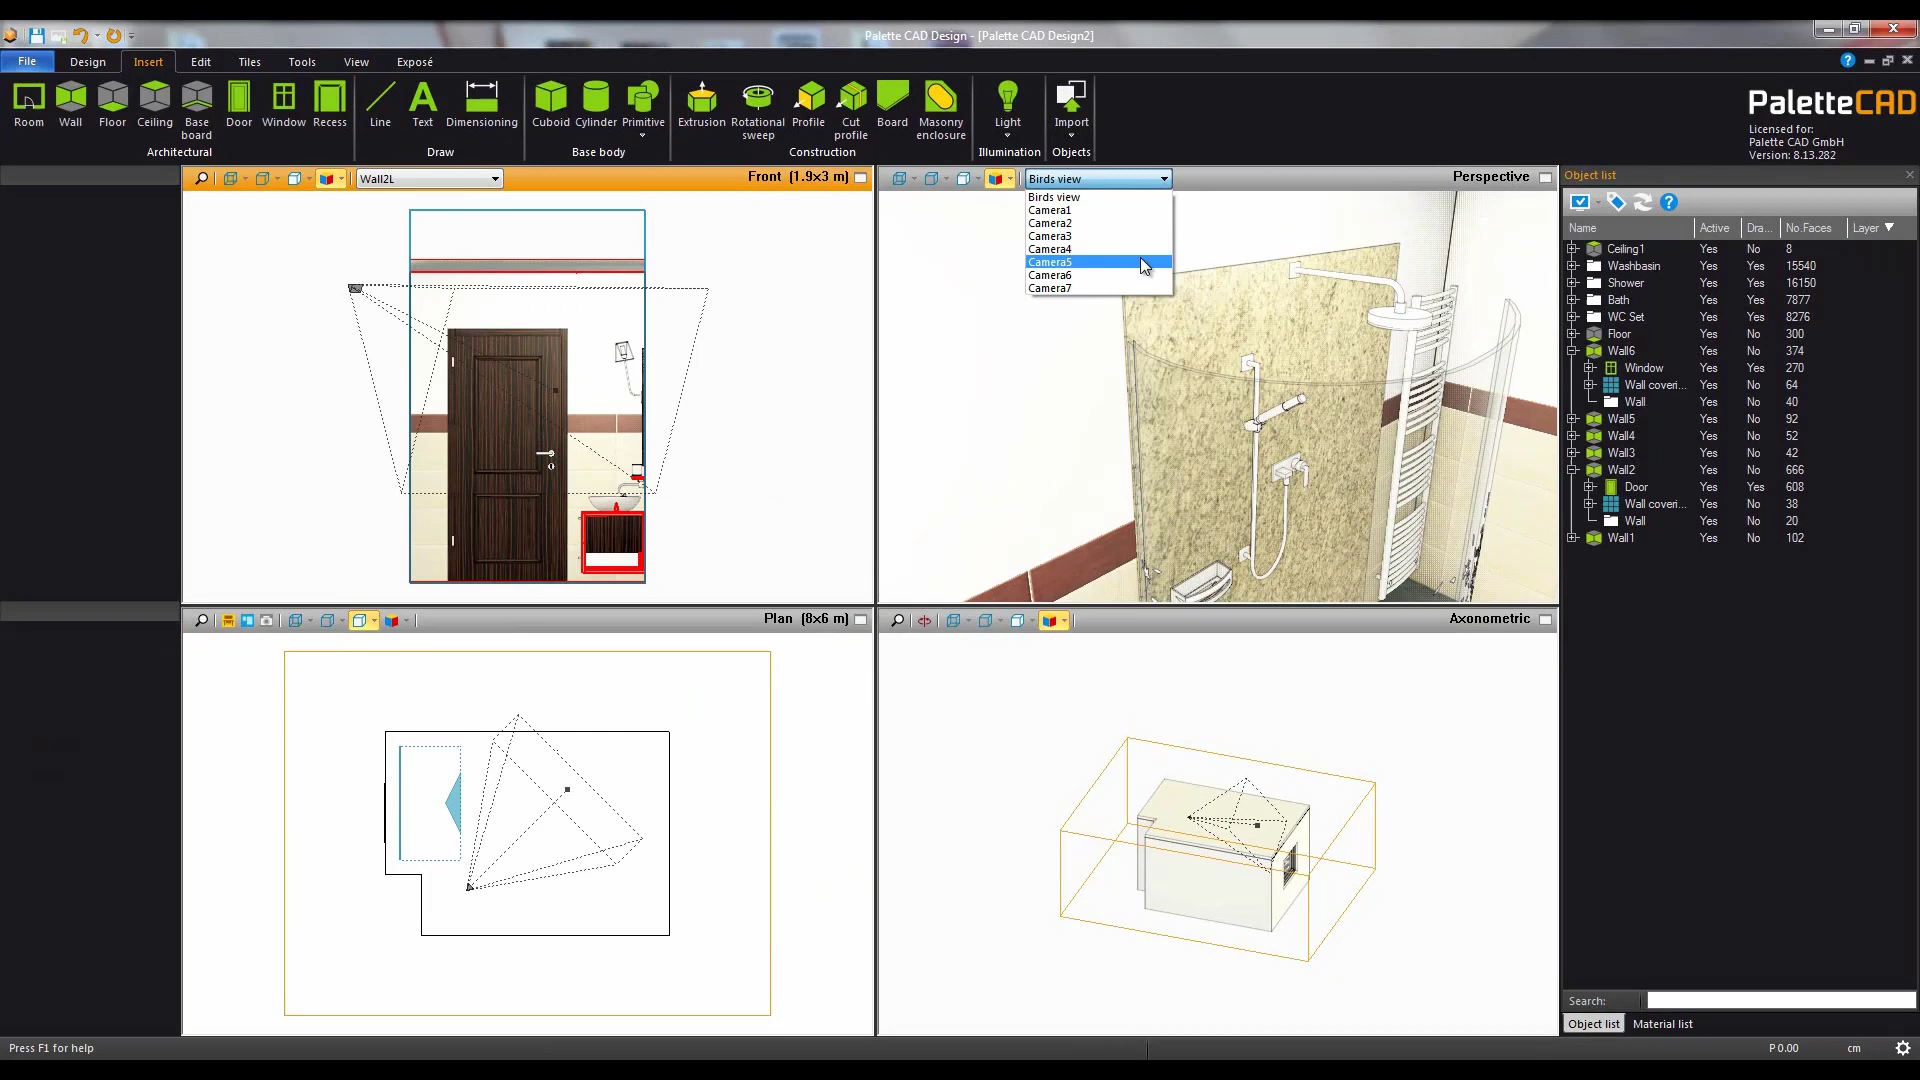 Palette CAD Design - [Palette CAD Design2]
File
Design
Insert
Edit
Tiles
Tools
View
Exposé
Room
Wall
Floor
Ceiling
Base board
Door
Window
Recess
Line
Text
Dimensioning
Cuboid
Cylinder
Primitive
Extrusion
Rotational sweep
Profile
Cut profile
Board
Masonry enclosure
Light
Import
Architectural
Draw
Base body
Construction
Illumination
Objects
PaletteCAD
Licensed for:
Palette CAD GmbH
Version: 8.13.282
Wall2L
Front (1.9x3 m)
Birds view
Perspective
Birds view
Camera1
Camera2
Camera3
Camera4
Camera5
Camera6
Camera7
Plan (8x6 m)
Axonometric
Object list
Name Active Dra... No.Faces Layer
Ceiling1 Yes No 8
Washbasin Yes Yes 15540
Shower Yes Yes 16150
Bath Yes Yes 7877
WC Set Yes Yes 8276
Floor Yes No 300
Wall6 Yes No 374
Window Yes Yes 270
Wall coveri... Yes No 64
Wall Yes No 40
Wall5 Yes No 92
Wall4 Yes No 52
Wall3 Yes No 42
Wall2 Yes No 666
Door Yes Yes 608
Wall coveri... Yes No 38
Wall Yes No 20
Wall1 Yes No 102
Search:
Object list
Material list
Press F1 for help
P 0.00
cm